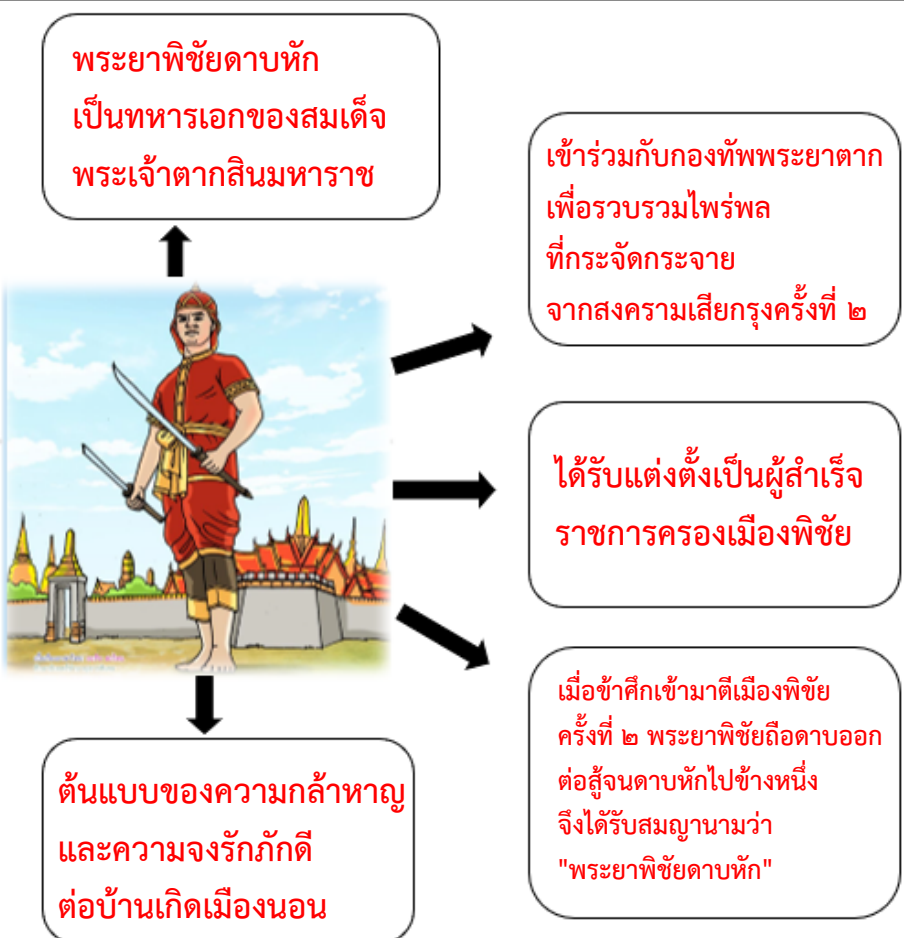 พระยาพิชัยดาบหัก
เป็นทหารเอกของสมเด็จ
พระเจ้าตากสินมหาราช
เข้าร่วมกับกองทัพพระยาตาก
เพื่อรวบรวมไพร่พล
ที่กระจัดกระจาย
จากสงครามเสียกรุงครั้งที่ ๒
ได้รับแต่งตั้งเป็นผู้สำเร็จ
ราชการครองเมืองพิชัย
เมื่อข้าศึกเข้ามาตีเมืองพิขัย
ครั้งที่ ๒ พระยาพิชัยถือดาบออก
ต่อสู้จนดาบหักไปข้างหนึ่ง
จึงได้รับสมญานามว่า
"พระยาพิชัยดาบหัก"
ต้นแบบของความกล้าหาญ
และความจงรักภักดี
ต่อบ้านเกิดเมืองนอน